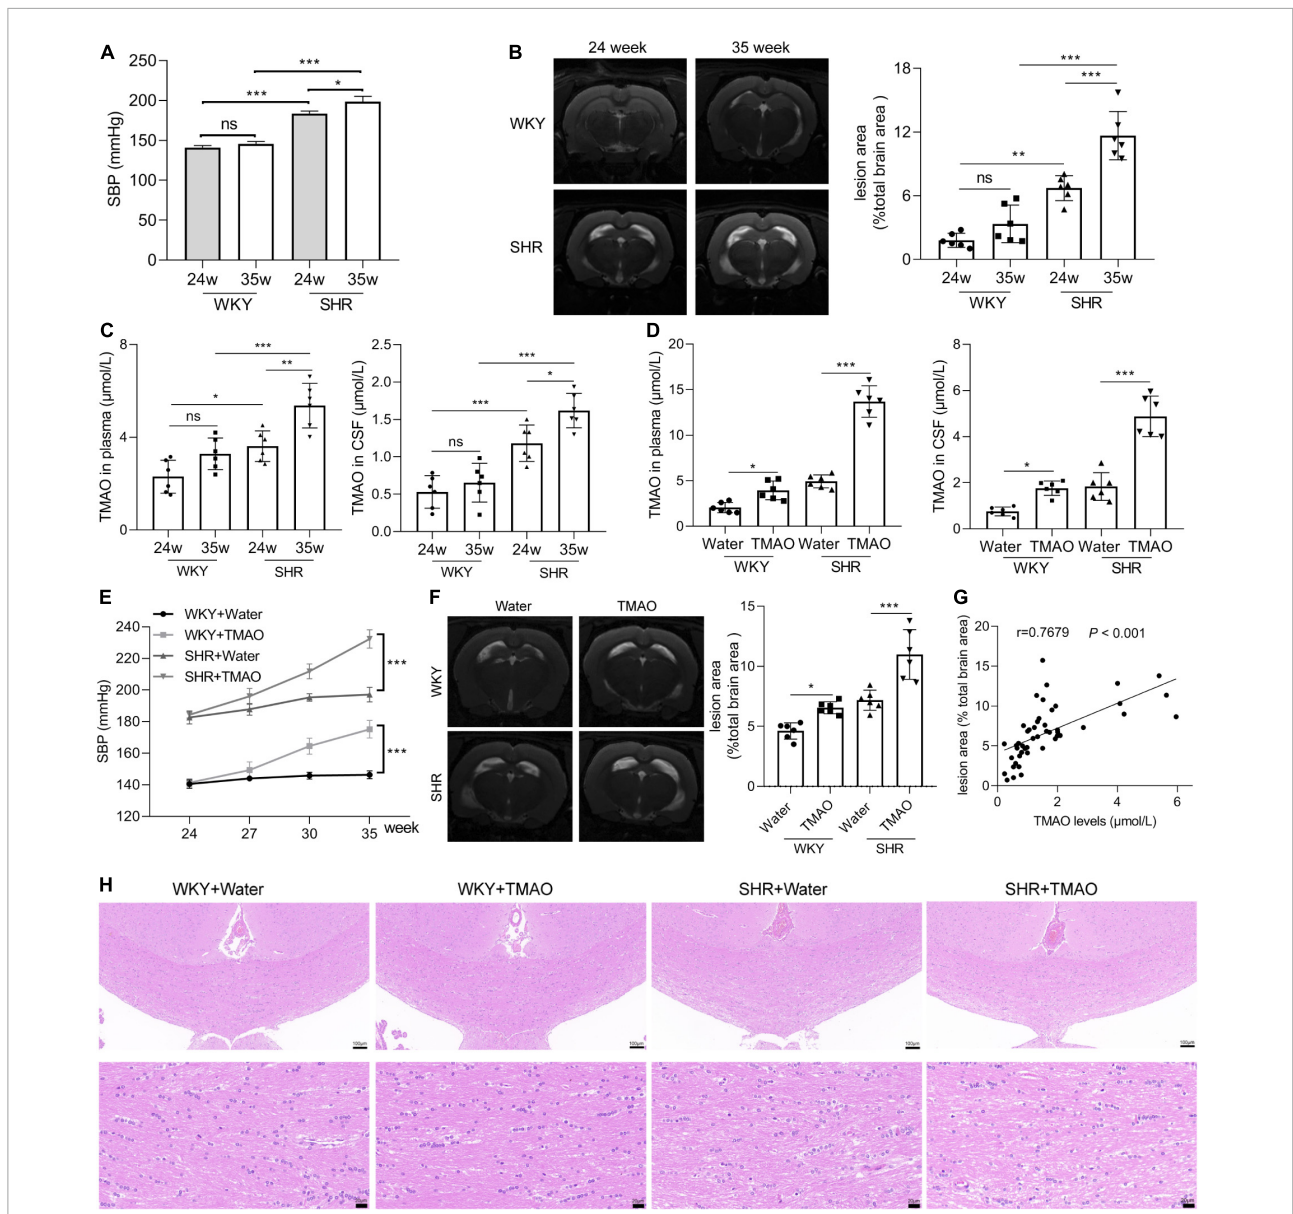 A
250
200
150
100
50
0
SBP (mmHg)
ns
***
***
*
24w 35w 24w 35w
WKY SHR
B
24 week 35 week
WKY
SHR
lesion area
(%total brain area )
18
12
6
0
ns
**
***
***
24w 35w 24w 35w
WKY SHR
C
TMAO in plasma (μmol/L)
8
4
0
ns
*
***
**
24w 35w 24w 35w
WKY SHR
TMAO in CSF (μmol/L)
2.5
2.0
1.5
1.0
0.5
0.0
ns
***
***
*
24w 35w 24w 35w
WKY SHR
D
TMAO in plasma (μmol/L)
20
15
10
5
0
*
***
Water TMAO Water TMAO
WKY SHR
TMAO in CSF (μmol/L)
8
6
4
2
0
*
***
Water TMAO Water TMAO
WKY SHR
E
WKY+Water
WKY+TMAO
SHR+Water
SHR+TMAO
SBP (mmHg)
240
220
200
180
160
140
120
***
***
24 27 30 35 week
F
Water TMAO
WKY
SHR
lesion area
(%total brain area )
15
10
5
0
*
***
Water TMAO Water TMAO
WKY SHR
G
r=0.7679 P < 0.001
lesion area (% total brain area)
20
15
10
5
0
0 2 4 6
TMAO levels (μmol/L)
H
WKY+Water WKY+TMAO SHR+Water SHR+TMAO
100μm 100μm 100μm 100μm